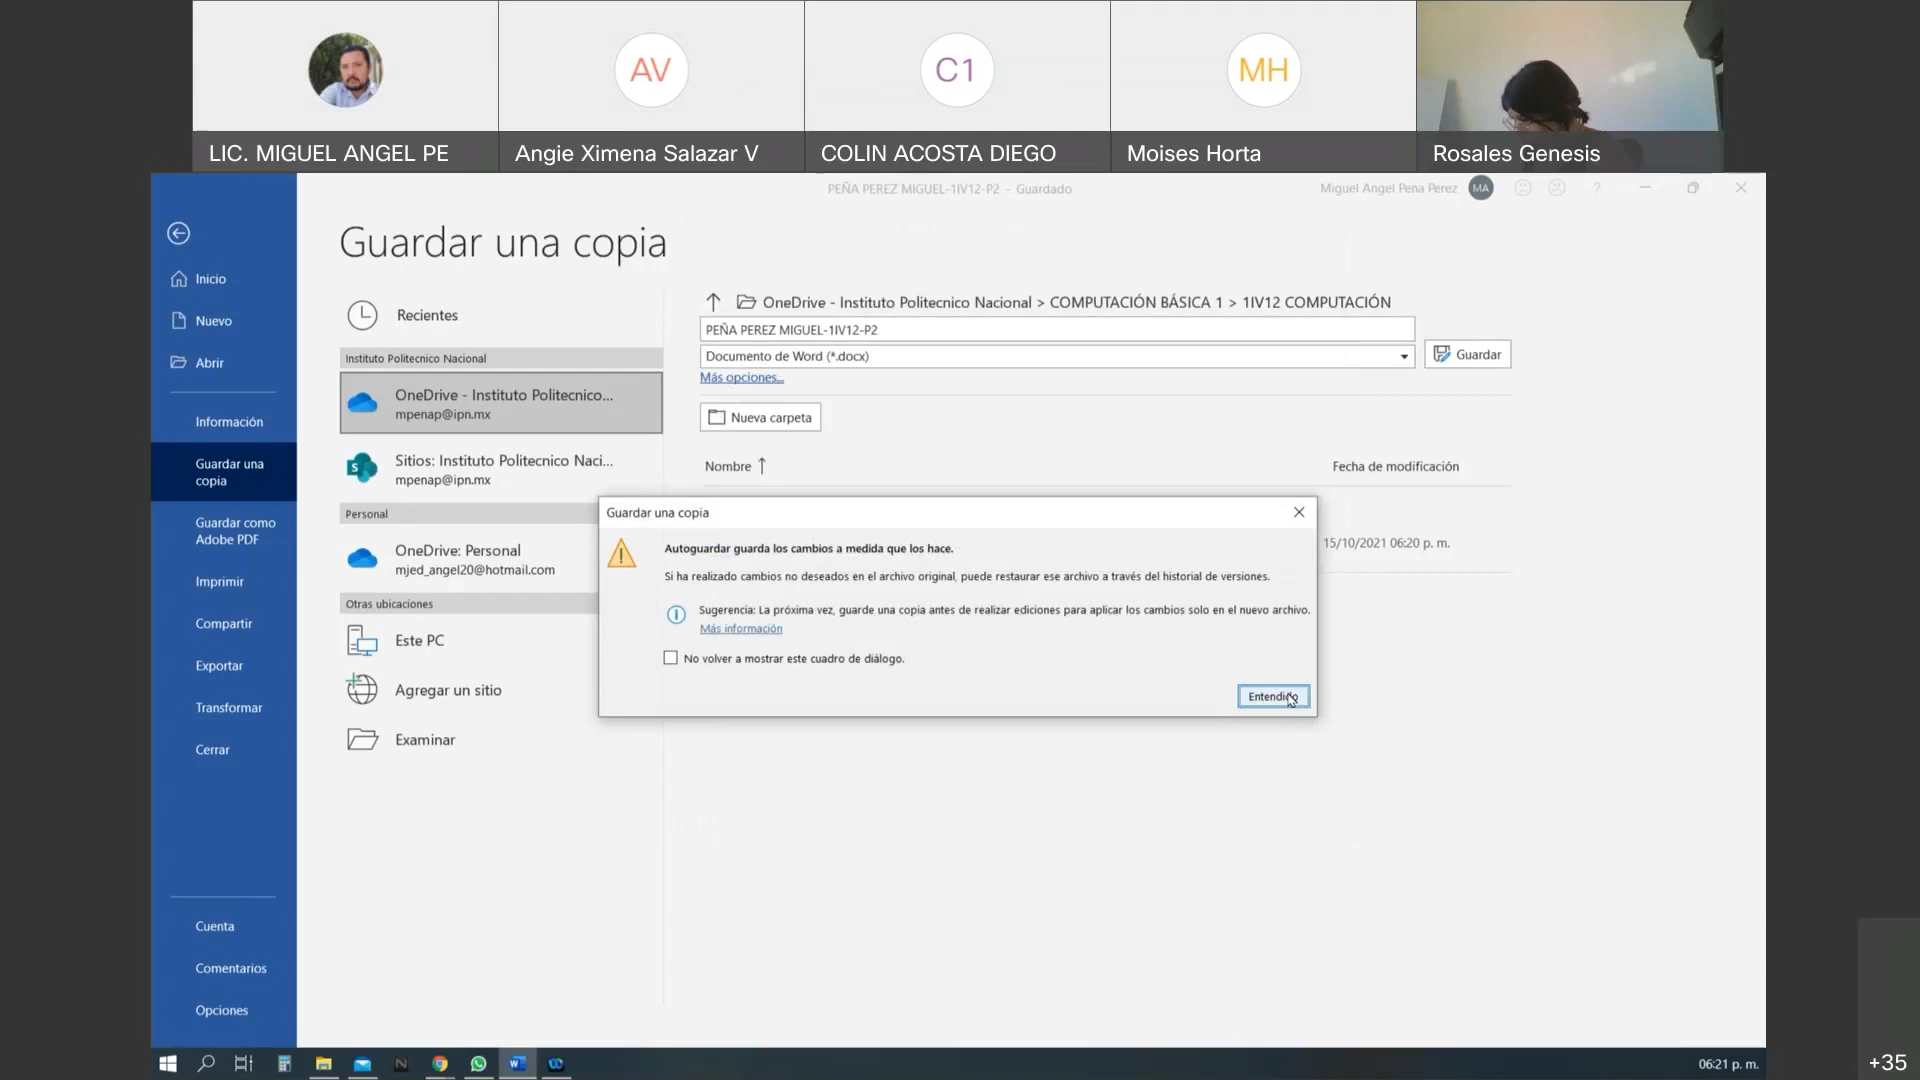 AV
C1
MH
LIC. MIGUEL ANGEL PE
Angie Ximena Salazar V
COLIN ACOSTA DIEGO
Moises Horta
Rosales Genesis
PEÑA PEREZ MIGUEL-1IV12-P2 - Guardado
Miguel Angel Pena Perez
MA
?
Inicio
Nuevo
Abrir
Información
Guardar una
copia
Guardar como
Adobe PDF
Imprimir
Compartir
Exportar
Transformar
Cerrar
Cuenta
Comentarios
Opciones
Guardar una copia
Recientes
Instituto Politecnico Nacional
OneDrive - Instituto Politecnico...
mpenap@ipn.mx
Sitios: Instituto Politecnico Naci...
mpenap@ipn.mx
Personal
OneDrive: Personal
mjed_angel20@hotmail.com
Otras ubicaciones
Este PC
Agregar un sitio
Examinar
OneDrive - Instituto Politecnico Nacional > COMPUTACIÓN BÁSICA 1 > 1IV12 COMPUTACIÓN
PEÑA PEREZ MIGUEL-1IV12-P2
Documento de Word (*.docx)
Guardar
Más opciones...
Nueva carpeta
Nombre
Fecha de modificación
15/10/2021 06:20 p. m.
Guardar una copia
Autoguardar guarda los cambios a medida que los hace.
Si ha realizado cambios no deseados en el archivo original, puede restaurar ese archivo a través del historial de versiones.
Sugerencia: La próxima vez, guarde una copia antes de realizar ediciones para aplicar los cambios solo en el nuevo archivo.
Más información
No volver a mostrar este cuadro de diálogo.
Entendido
06:21 p. m.
+35